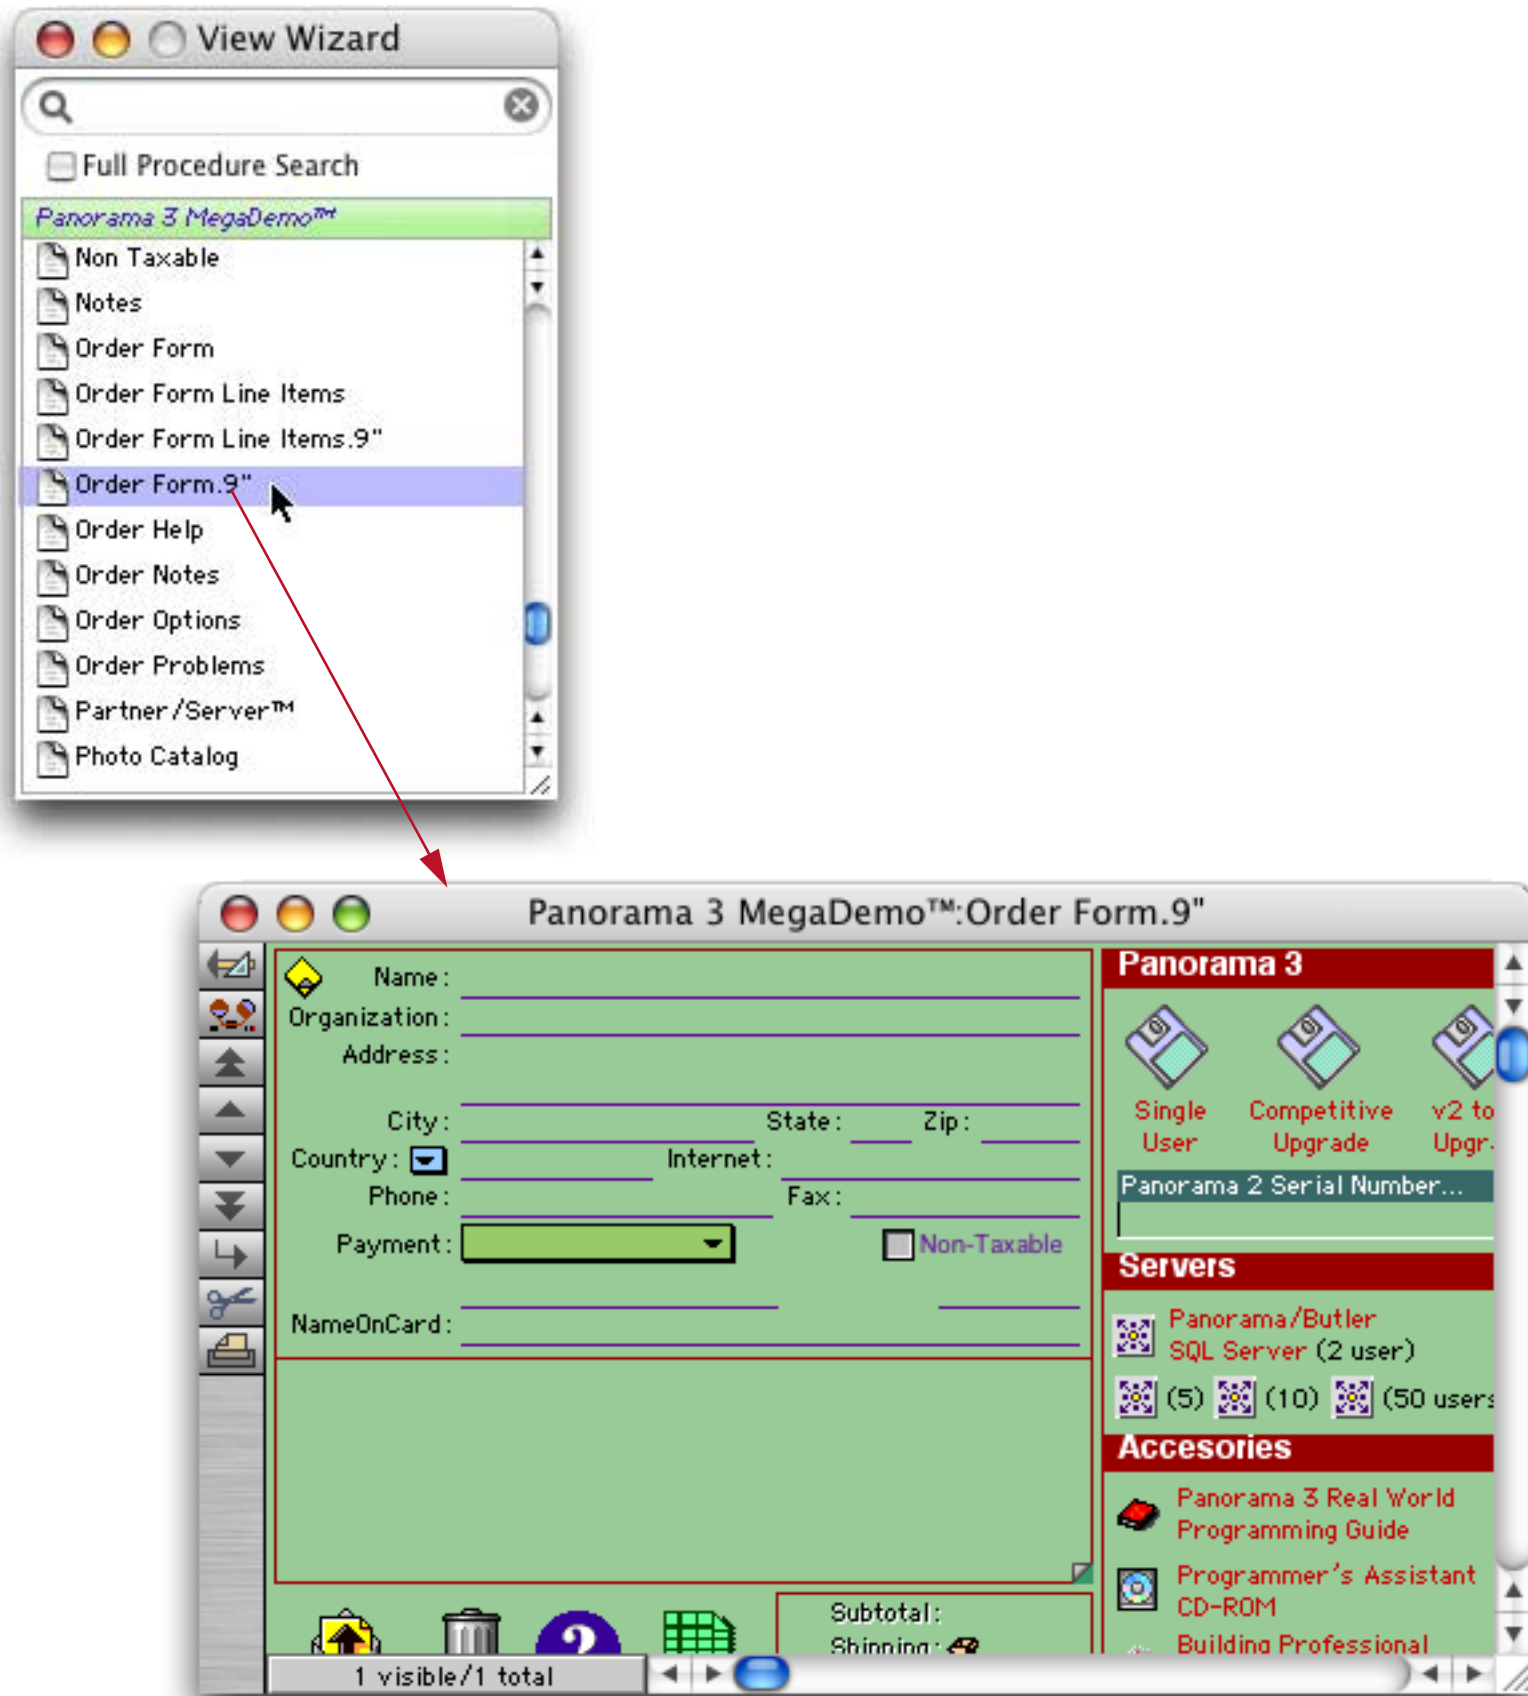 View Wizard
Full Procedure Search
Panorama 3 MegaDemo™
Non Taxable
Notes
Order Form
Order Form Line Items
Order Form Line Items.9"
Order Form.9"
Order Help
Order Notes
Order Options
Order Problems
Partner/Server™
Photo Catalog
Panorama 3 MegaDemo™:Order Form.9"
Name:
Organization:
Address:
City: State: Zip:
Country: Internet:
Phone: Fax:
Payment: Non-Taxable
NameOnCard:
Panorama 3
Single User
Competitive Upgrade
v2 to
Upgr
Panorama 2 Serial Number...
Servers
Panorama/Butler
SQL Server (2 user)
(5) (10) (50 users
Accesories
Panorama 3 Real World
Programming Guide
Programmer's Assistant
CD-ROM
Building Professional
Subtotal:
Shipping:
1 visible/1 total